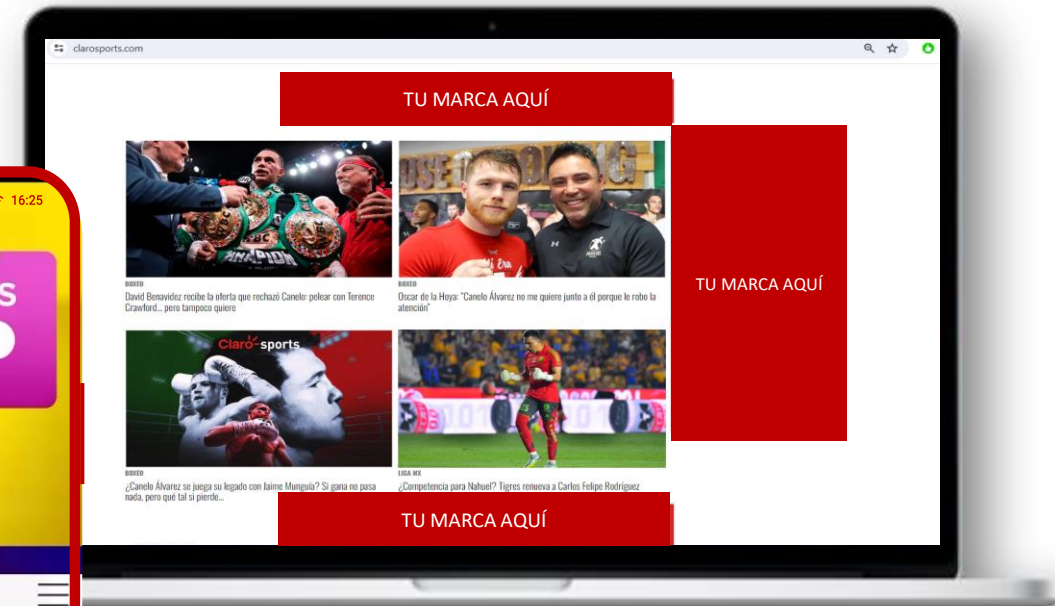 clarosports.com
TU MARCA AQUÍ
16:25
S
USE OF BOXING
CHAMPION
TU MARCA AQUÍ
BOXEO
David Benavidez recibe la oferta que rechazó Canelo: pelear con Terence
Crawford... pero tampoco quiere
BOXEO
Oscar de la Hoya: "Canelo Álvarez no me quiere junto a él porque le robo la
atención"
Claro sports
BOXEO
¿Canelo Álvarez se juega su legado con Jaime Munguía? Si gana no pasa
nada, pero qué tal si pierde...
LIGA MX
¿Competencia para Nahuel? Tigres renueva a Carlos Felipe Rodríguez
TU MARCA AQUÍ